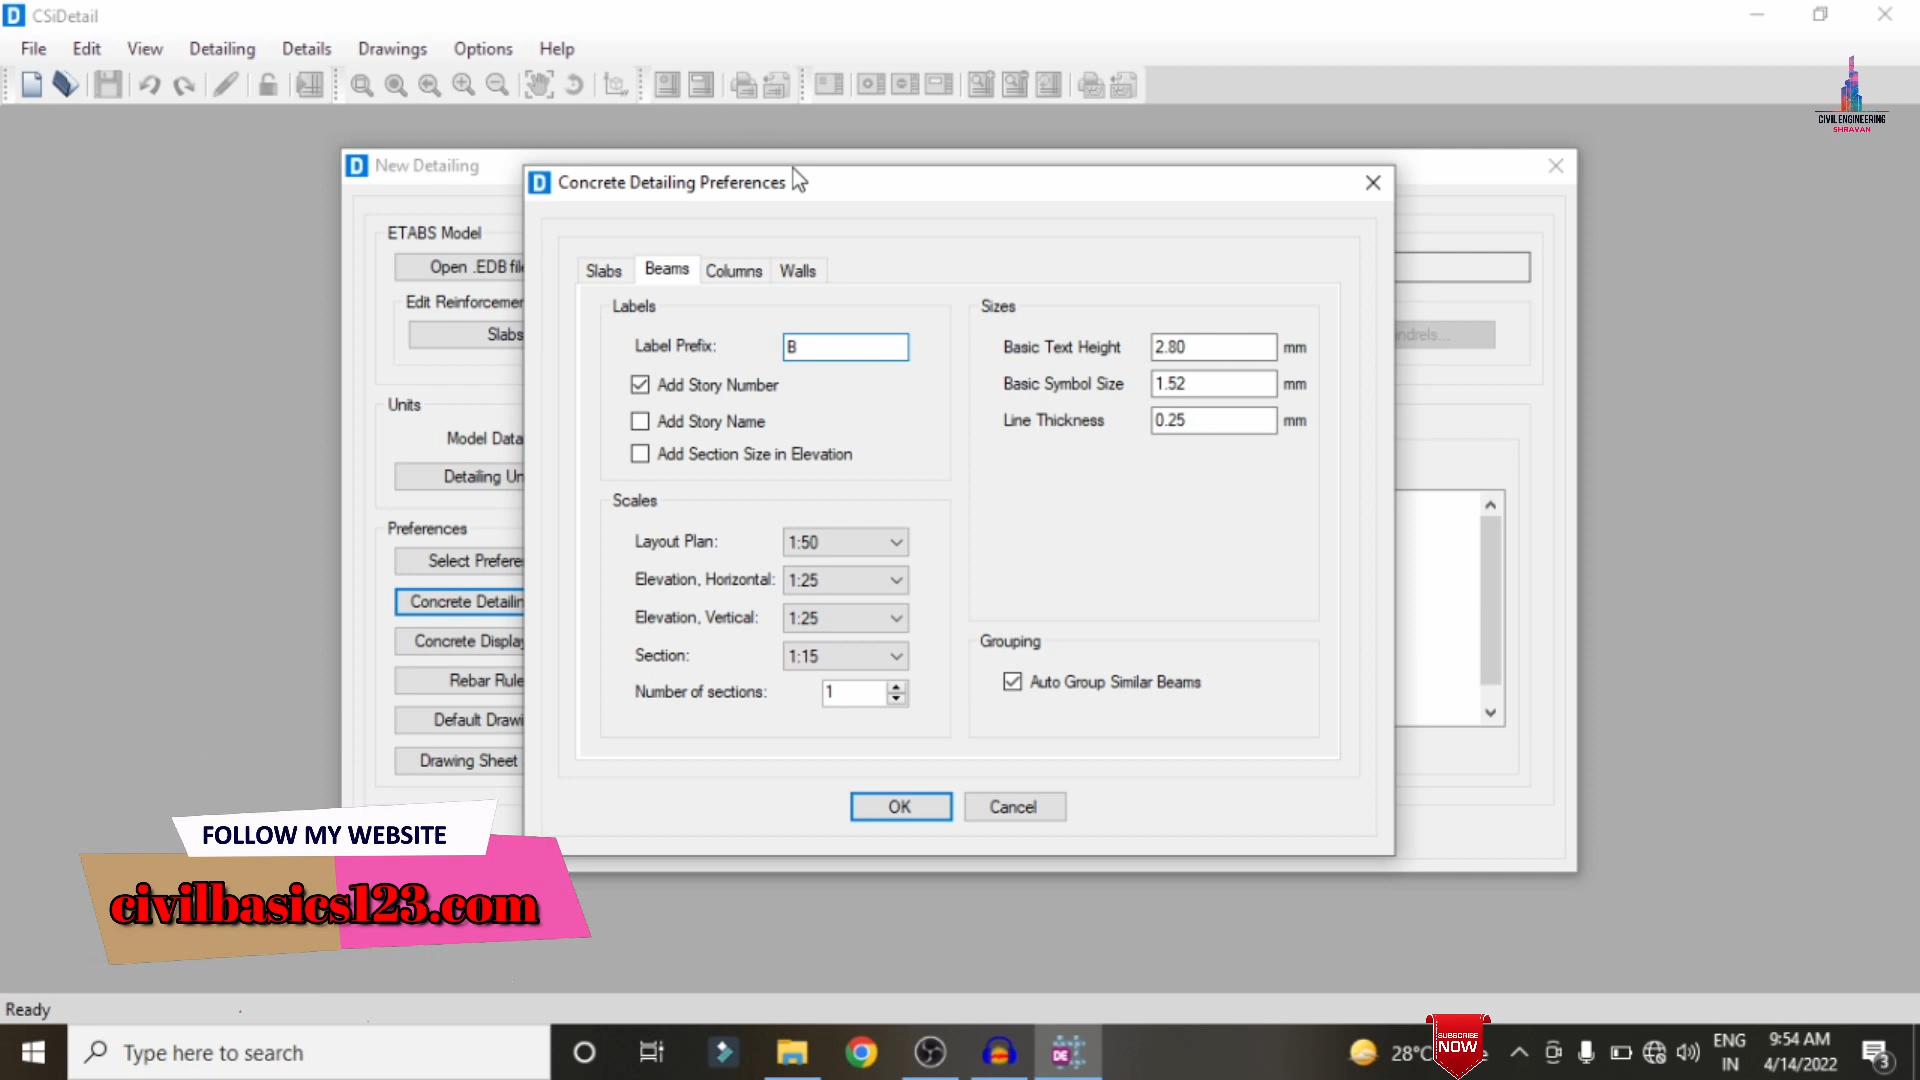 CSiDetail
File Edit View Detailing Details Drawings Options Help
CIVIL ENGINEERING
SHRAVAN
New Detailing
Concrete Detailing Preferences
ETABS Model
Open .EDB file
Edit Reinforcemen
Slabs
ndrels...
Units
Model Data
Detailing Un
Preferences
Select Prefere
Concrete Detailin
Concrete Display
Rebar Rule
Default Drawi
Drawing Sheet
Slabs Beams Columns Walls
Labels
Label Prefix: B
Add Story Number
Add Story Name
Add Section Size in Elevation
Scales
Layout Plan: 1:50
Elevation, Horizontal: 1:25
Elevation, Vertical: 1:25
Section: 1:15
Number of sections: 1
Sizes
Basic Text Height 2.80 mm
Basic Symbol Size 1.52 mm
Line Thickness 0.25 mm
Grouping
Auto Group Similar Beams
OK Cancel
FOLLOW MY WEBSITE
civilbasics123.com
Ready
Type here to search
DE
28°C
SUBSCRIBE
NOW
ENG
IN
9:54 AM
4/14/2022
3